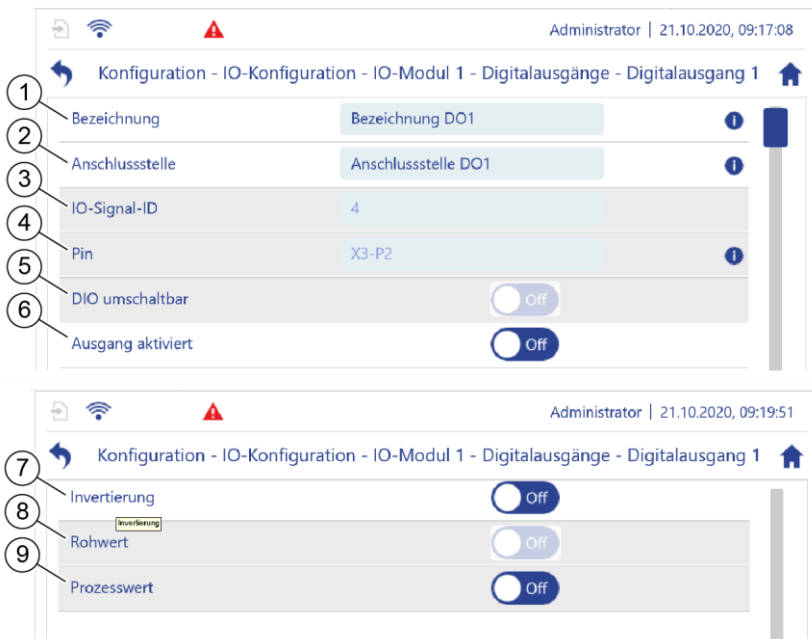 Administrator | 21.10.2020, 09:17:08
Konfiguration - IO-Konfiguration - IO-Modul 1 - Digitalausgänge - Digitalausgang 1
1
Bezeichnung Bezeichnung DO1
2
Anschlussstelle Anschlussstelle DO1
3
IO-Signal-ID 4
4
Pin X3-P2
5
DIO umschaltbar Off
6
Ausgang aktiviert Off
Administrator | 21.10.2020, 09:19:51
Konfiguration - IO-Konfiguration - IO-Modul 1 - Digitalausgänge - Digitalausgang 1
7
Invertierung Off
Invertierung
8
Rohwert Off
9
Prozesswert Off